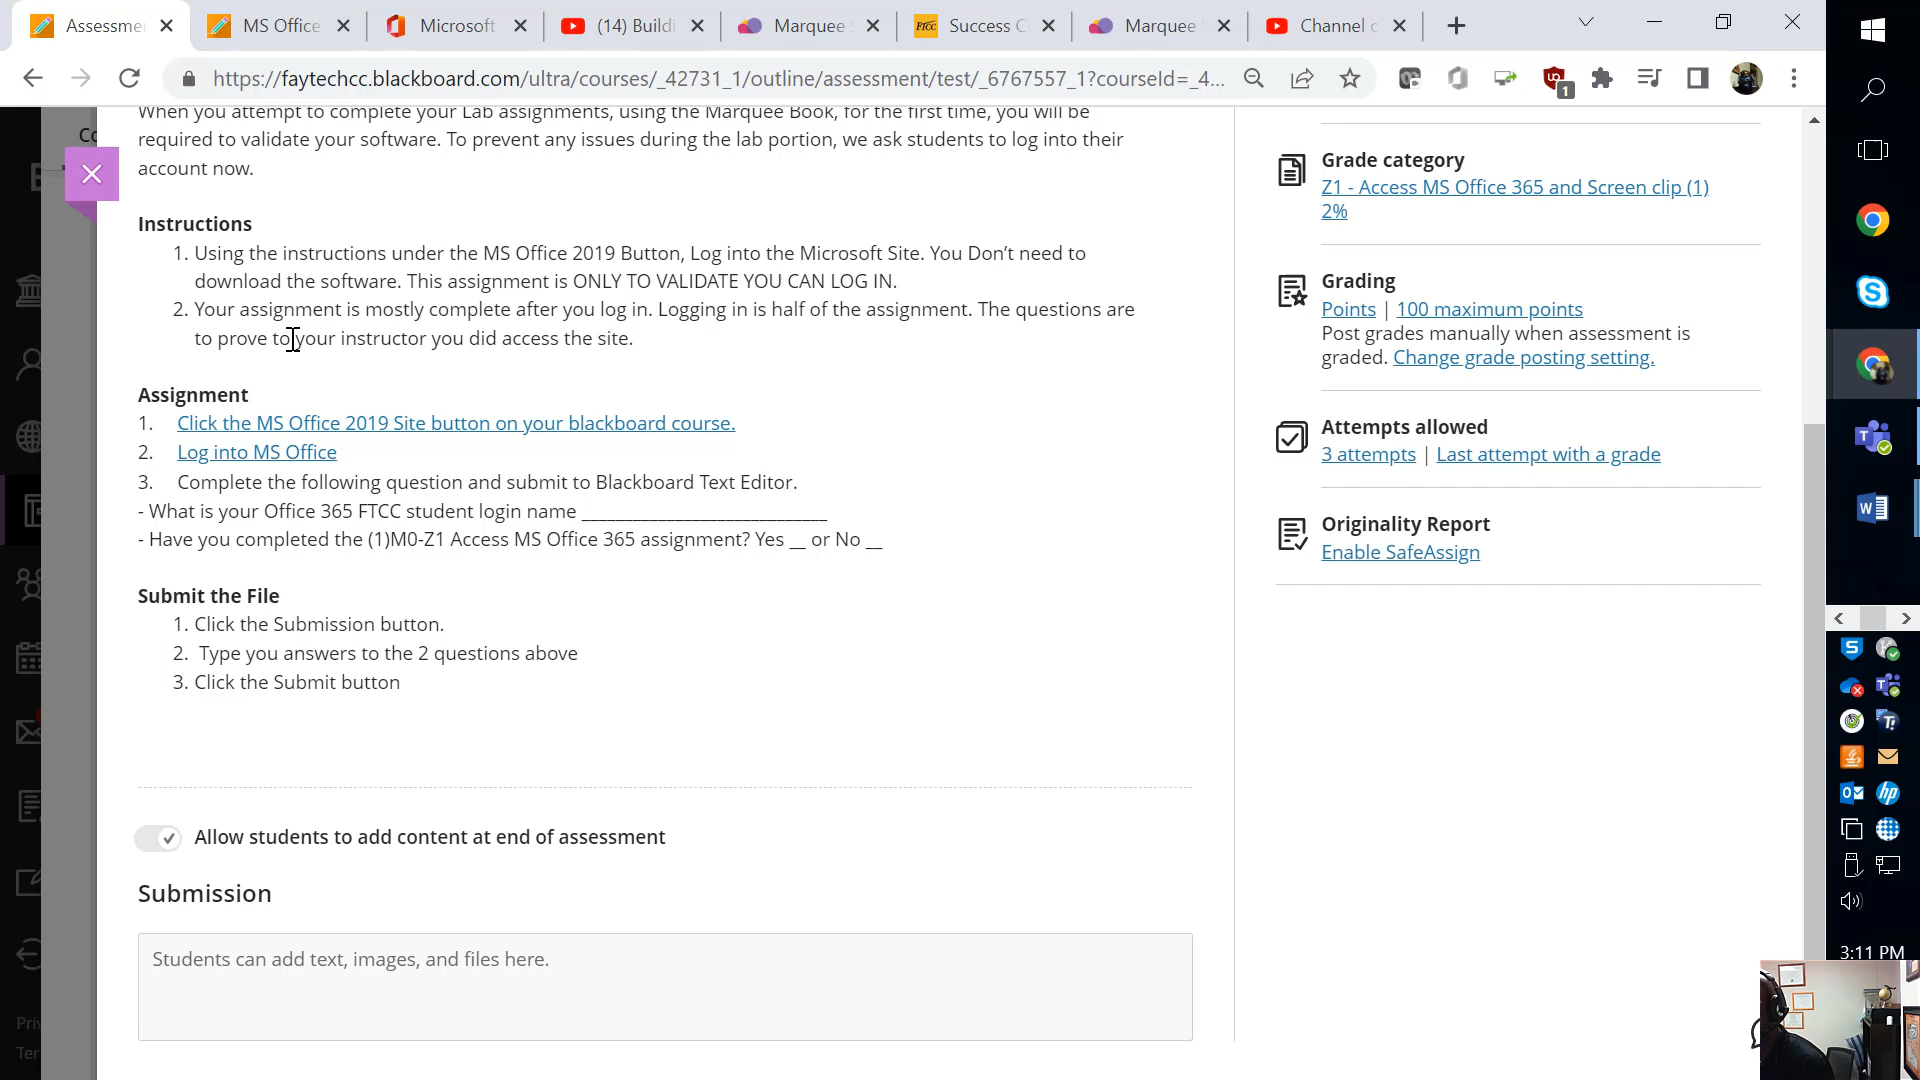 Assessme
MS Office
Microsoft
(14) Buildi
Marquee
FTCC
Success C
Marquee
Channel c
https://faytechcc.blackboard.com/ultra/courses/_42731_1/outline/assessment/test/_6767557_1?courseId=_4...
1
When you attempt to complete your Lab assignments, using the Marquee Book, for the first time, you will be
required to validate your software. To prevent any issues during the lab portion, we ask students to log into their
account now.
Instructions
1. Using the instructions under the MS Office 2019 Button, Log into the Microsoft Site. You Don’t need to
download the software. This assignment is ONLY TO VALIDATE YOU CAN LOG IN.
2. Your assignment is mostly complete after you log in. Logging in is half of the assignment. The questions are
to prove to your instructor you did access the site.
Assignment
1. Click the MS Office 2019 Site button on your blackboard course.
2. Log into MS Office
3. Complete the following question and submit to Blackboard Text Editor.
- What is your Office 365 FTCC student login name ____________________________
- Have you completed the (1)M0-Z1 Access MS Office 365 assignment? Yes __ or No __
Submit the File
1. Click the Submission button.
2. Type you answers to the 2 questions above
3. Click the Submit button
Allow students to add content at end of assessment
Submission
Students can add text, images, and files here.
Grade category
Z1 - Access MS Office 365 and Screen clip (1)
2%
Grading
Points | 100 maximum points
Post grades manually when assessment is
graded. Change grade posting setting.
Attempts allowed
3 attempts | Last attempt with a grade
Originality Report
Enable SafeAssign
Co
Priv
Ter
3:11 PM